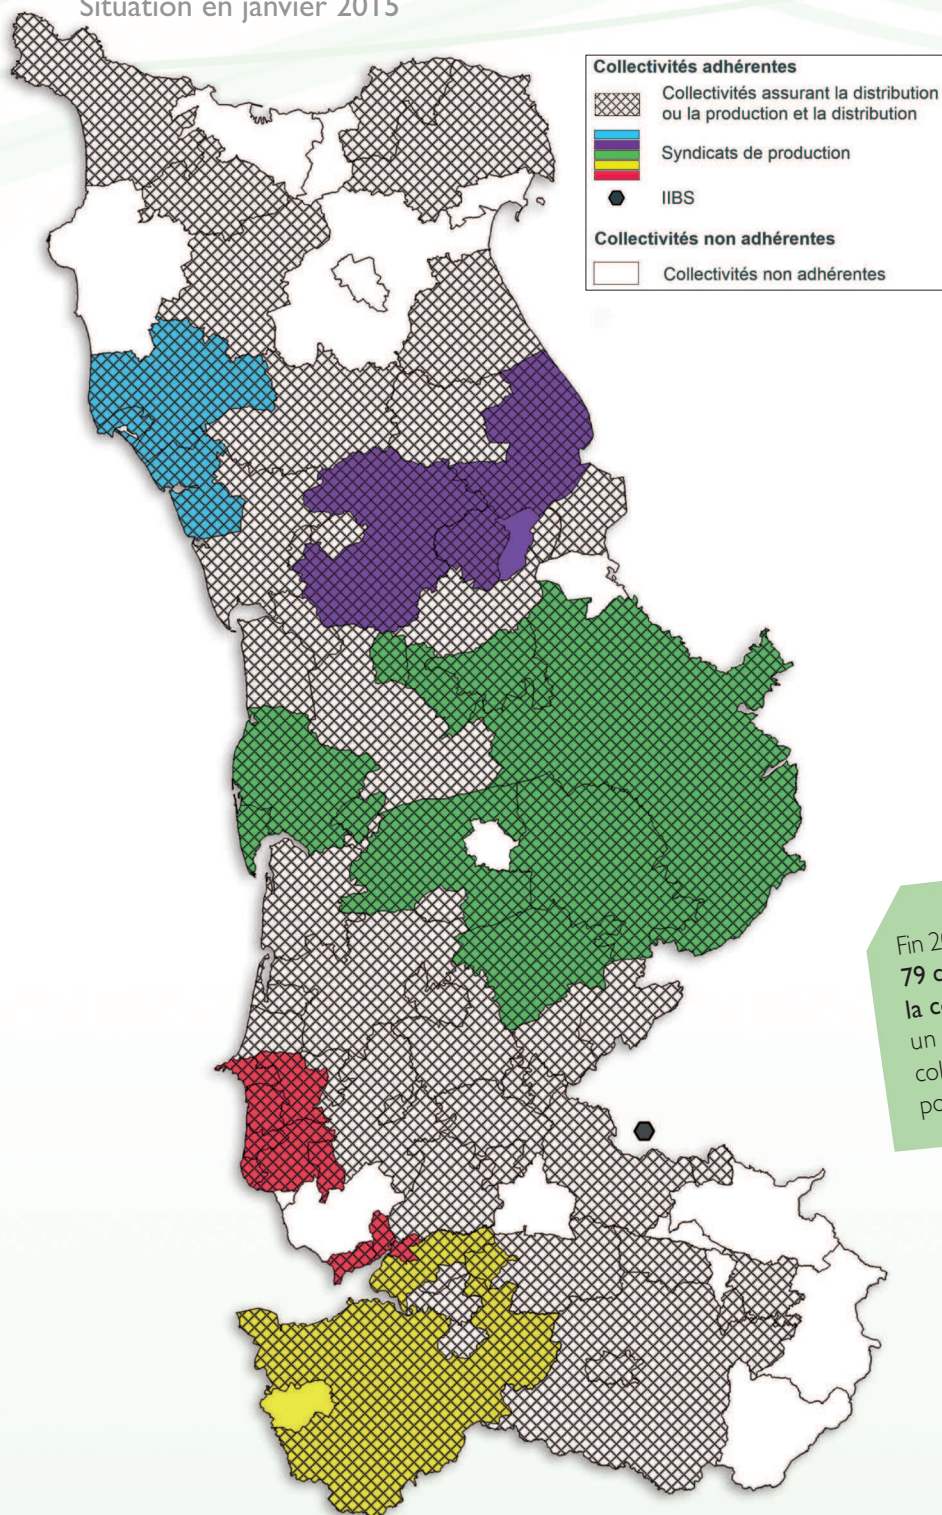 Situation en janvier 2015
Collectivités adhérentes
Collectivités assurant la distribution
ou la production et la distribution
Syndicats de production
IIBS
Collectivités non adhérentes
Collectivités non adhérentes
Fin
79
la
un